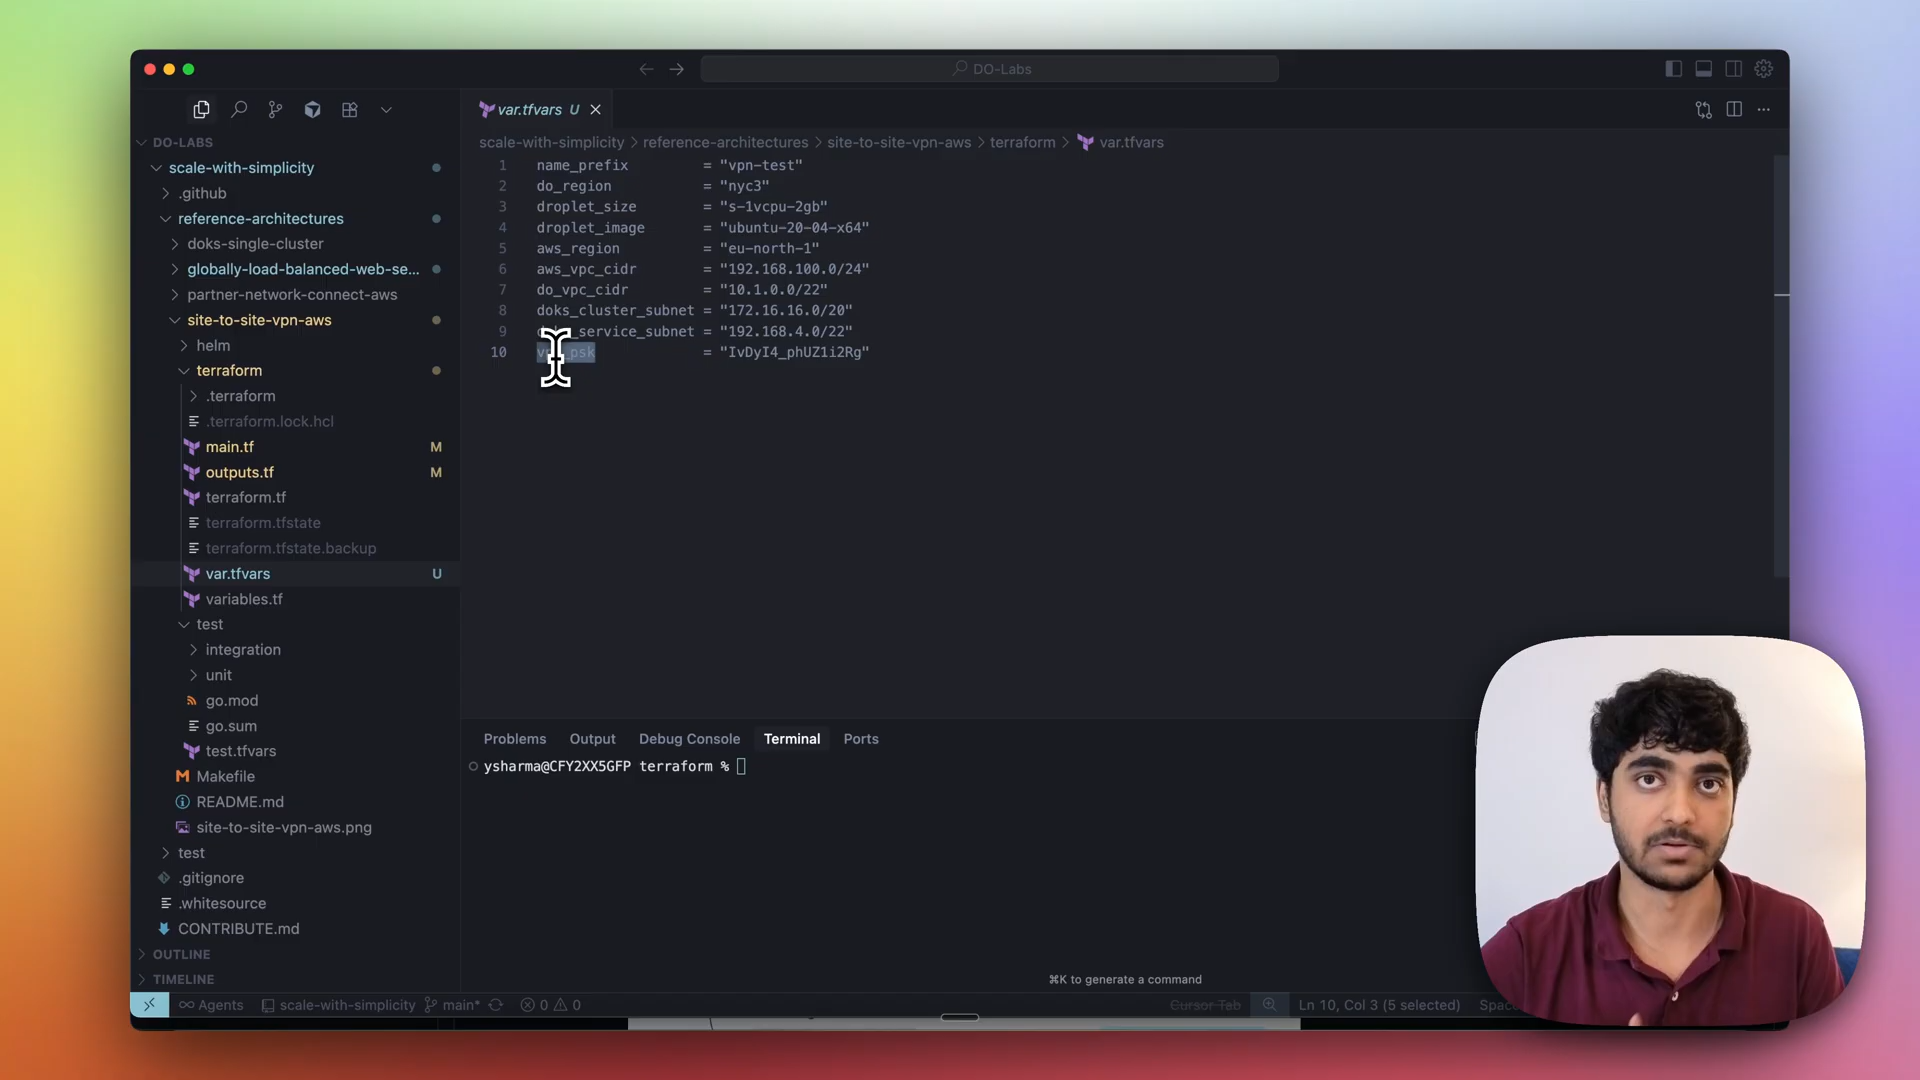 DO-Labs
DO-LABS
scale-with-simplicity
.github
reference-architectures
doks-single-cluster
globally-load-balanced-web-se...
partner-network-connect-aws
site-to-site-vpn-aws
helm
terraform
.terraform
.terraform.lock.hcl
main.tf M
outputs.tf M
terraform.tf
terraform.tfstate
terraform.tfstate.backup
var.tfvars U
variables.tf
test
integration
unit
go.mod
go.sum
test.tfvars
Makefile
README.md
site-to-site-vpn-aws.png
test
.gitignore
.whitesource
CONTRIBUTE.md
OUTLINE
TIMELINE
var.tfvars U
scale-with-simplicity > reference-architectures > site-to-site-vpn-aws > terraform > var.tfvars
1 name_prefix = "vpn-test"
2 do_region = "nyc3"
3 droplet_size = "s-1vcpu-2gb"
4 droplet_image = "ubuntu-20-04-x64"
5 aws_region = "eu-north-1"
6 aws_vpc_cidr = "192.168.100.0/24"
7 do_vpc_cidr = "10.1.0.0/22"
8 doks_cluster_subnet = "172.16.16.0/20"
9 _service_subnet = "192.168.4.0/22"
10 _psk = "IvDyI4_phUZ1i2Rg"
Problems Output Debug Console Terminal Ports
ysharma@CFY2XX5GFP terraform %
⌘K to generate a command
Agents scale-with-simplicity main* 0 0 Cursor Tab Ln 10, Col 3 (5 selected)